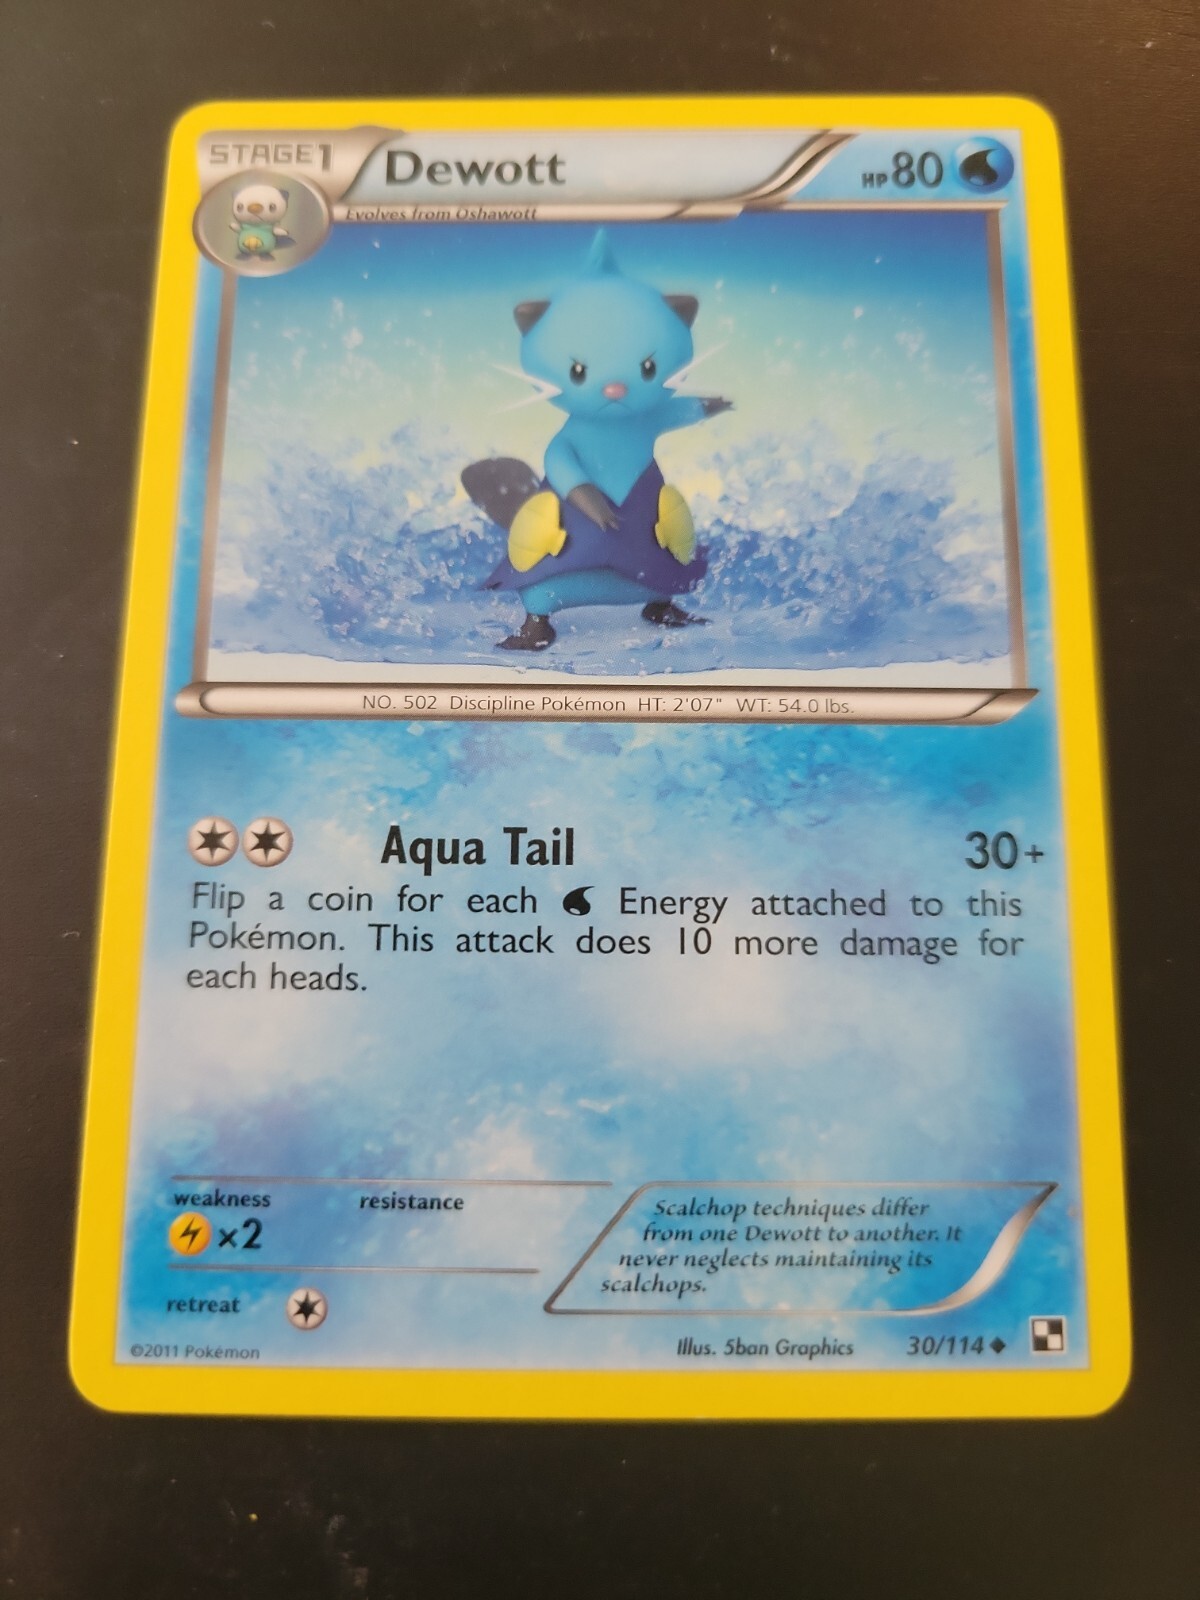 STAGE1
Dewott
HP80
Evolves from Oshawott
NO. 502 Discipline Pokémon HT: 2'07" WT: 54.0 lbs.
Aqua Tail 30+
Flip a coin for each Energy attached to this
Pokémon. This attack does 10 more damage for
each heads.
weakness resistance
×2
retreat
Scalchop techniques differ
from one Dewott to another. It
never neglects maintaining its
scalchops.
©2011 Pokémon
Illus. 5ban Graphics 30/114